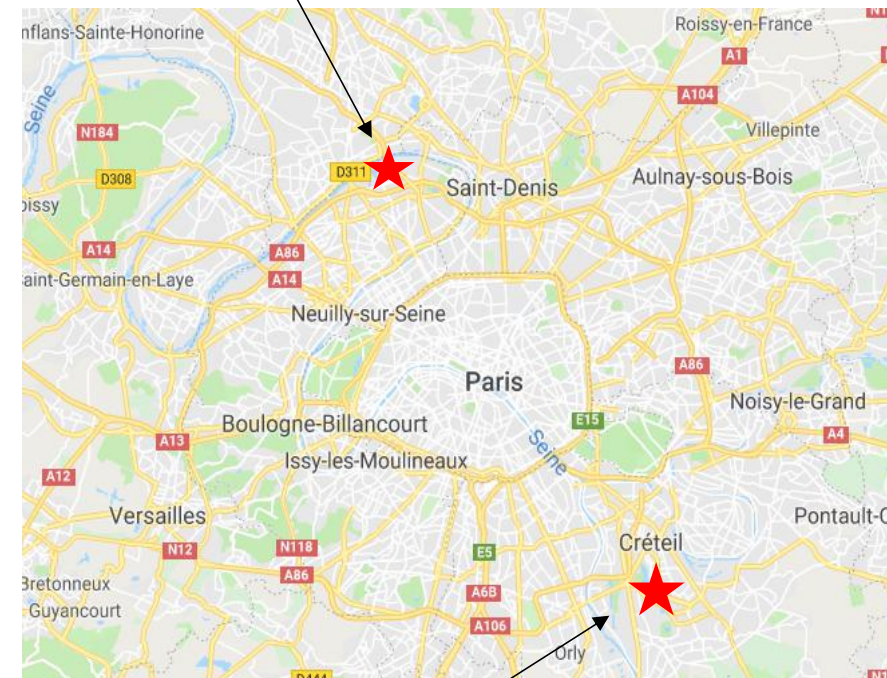 nflans-Sainte-Honorine
Roissy-en-France
A1
Seine
A104
N184
Villepinte
D311
D308
Saint-Denis
Aulnay-sous-Bois
oissy
A14
A86
aint-Germain-en-Laye
A14
Neuilly-sur-Seine
A86
Paris
Noisy-le-Grand
Boulogne-Billancourt
E15
A13
Seine
A4
Issy-les-Moulineaux
A12
Versailles
Pontault-C
Créteil
N12
N118
E5
A86
Bretonneux
A6B
Guyancourt
A106
Orly